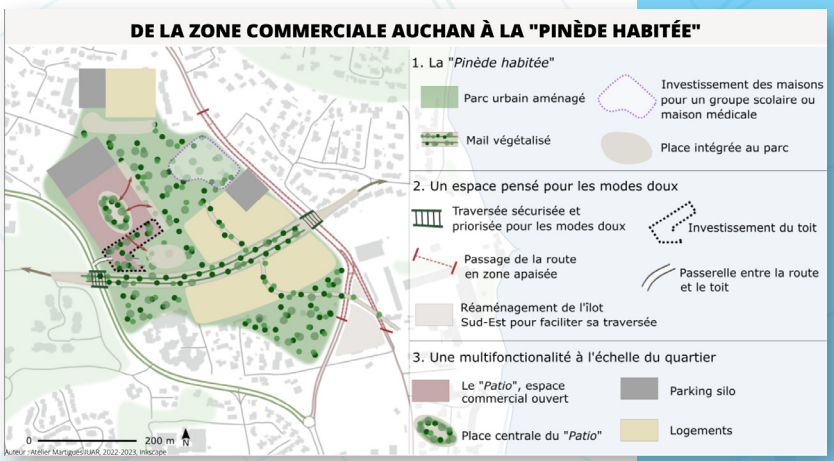 DE LA ZONE COMMERCIALE AUCHAN À LA "PINÈDE HABITÉE"
1. La "Pinède habitée"
Parc urbain aménagé
Investissement des maisons
pour un groupe scolaire ou
maison médicale
Mail végétalisé
Place intégrée au parc
2. Un espace pensé pour les modes doux
Traversée sécurisée et
priorisée pour les modes doux
Investissement du toit
Passage de la route
en zone apaisée
Passerelle entre la route
et le toit
Réaménagement de l'îlot
Sud-Est pour faciliter sa traversée
3. Une multifonctionalité à l'échelle du quartier
Le "Patio", espace
commercial ouvert
Parking silo
Place centrale du "Patio"
Logements
0 200 m N
Auteur : Atelier Martigues IUAR, 2022-2023, Inkscape